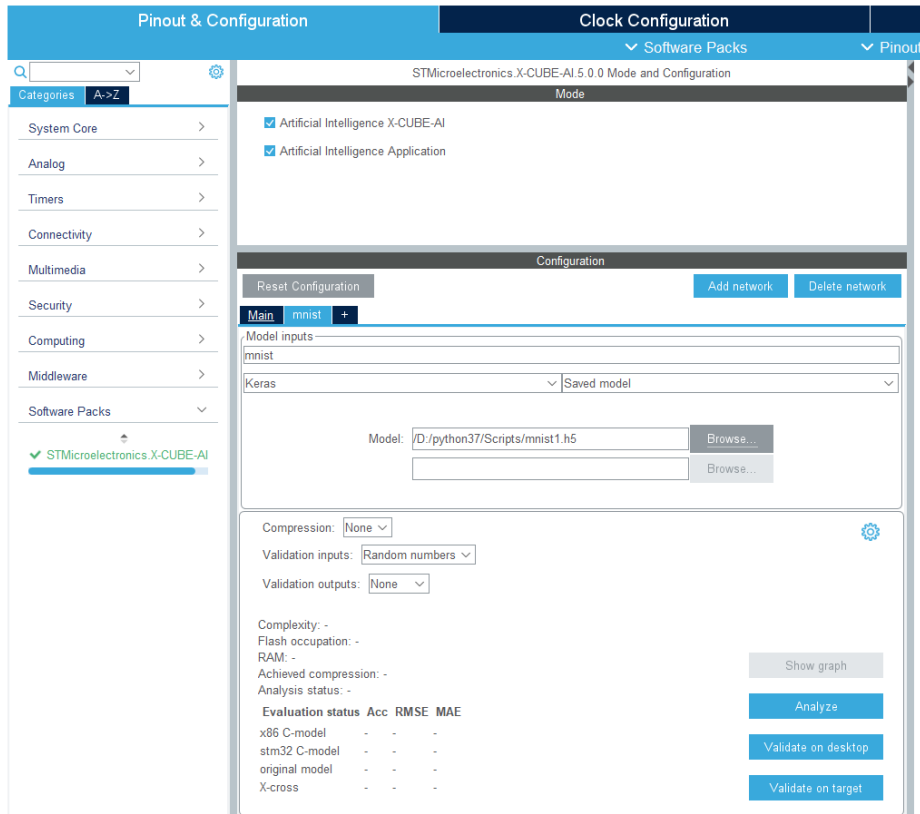 Pinout & Configuration
Clock Configuration
Software Packs
Pinout
STMicroelectronics.X-CUBE-AI.5.0.0 Mode and Configuration
Categories
A->Z
Mode
System Core
Artificial Intelligence X-CUBE-AI
Artificial Intelligence Application
Analog
Timers
Connectivity
Multimedia
Security
Computing
Middleware
Software Packs
STMicroelectronics.X-CUBE-AI
Configuration
Reset Configuration
Add network
Delete network
Main
mnist
+
Model inputs
mnist
Keras
Saved model
Model:
/D:/python37/Scripts/mnist1.h5
Browse...
Browse...
Compression:
None
Validation inputs:
Random numbers
Validation outputs:
None
Complexity: -
Flash occupation: -
RAM: -
Achieved compression: -
Analysis status: -
Evaluation status Acc RMSE MAE
x86 C-model - - -
stm32 C-model - - -
original model - - -
X-cross - - -
Show graph
Analyze
Validate on desktop
Validate on target